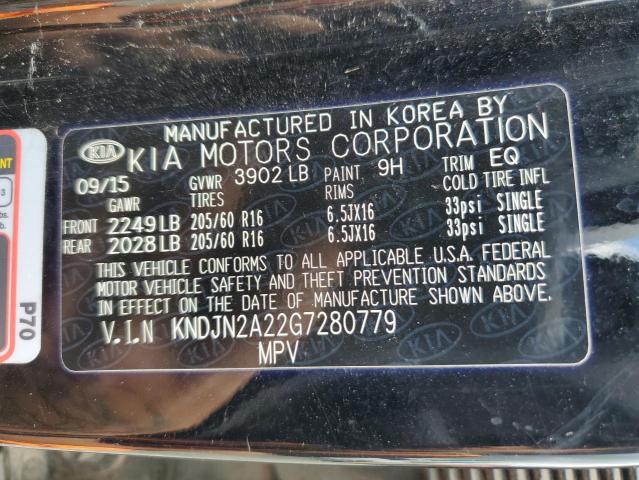 MANUFACTURED IN KOREA BY
KIA KIA MOTORS CORPORATION
09/15 GVWR 3902 LB PAINT 9H TRIM EQ
GAWR TIRES RIMS COLD TIRE INFL
FRONT 2249 LB 205/60 R16 6.5JX16 33psi SINGLE
REAR 2028 LB 205/60 R16 6.5JX16 33psi SINGLE
THIS VEHICLE CONFORMS TO ALL APPLICABLE U.S.A. FEDERAL
MOTOR VEHICLE SAFETY AND THEFT PREVENTION STANDARDS
IN EFFECT ON THE DATE OF MANUFACTURE SHOWN ABOVE.
V.I.N KNDJN2A22G7280779
MPV
P70